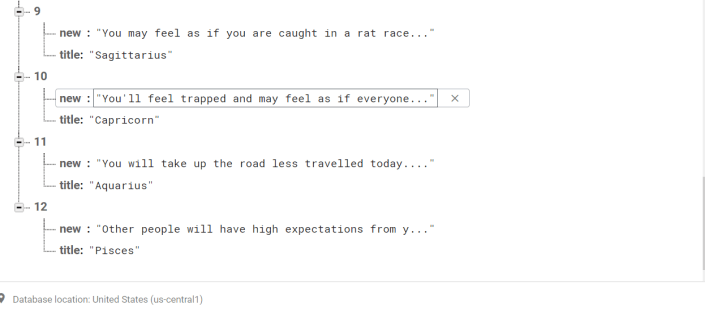 9
new : "You may feel as if you are caught in a rat race..."
title: "Sagittarius"
10
new : "You'll feel trapped and may feel as if everyone..." ×
title: "Capricorn"
11
new : "You will take up the road less travelled today...."
title: "Aquarius"
12
new : "Other people will have high expectations from y..."
title: "Pisces"
Database location: United States (us-central1)